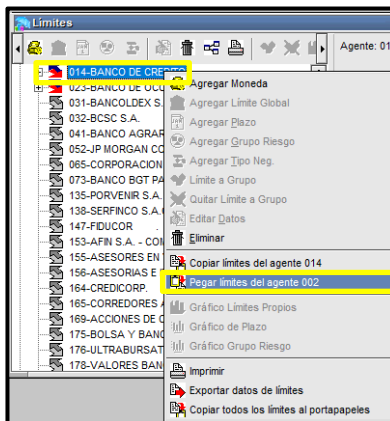 Límites
Agente: 01
014-BANCO DE CREDITO
023-BANCO DE OCC
031-BANCOLDEX S.
032-BCSC S.A.
041-BANCO AGRAR
052-JP MORGAN CO
065-CORPORACION
073-BANCO BGT PA
135-PORVENIR S.A.
138-SERFINCO S.A.
147-FIDUCOR .
153-AFIN S.A. - COM
155-ASESORES EN
156-ASESORIAS E
164-CREDICORP.
165-CORREDORES A
169-ACCIONES DE C
175-BOLSA Y BANC
176-ULTRABURSAT
178-VALORES BAN
Agregar Moneda
Agregar Límite Global
Agregar Plazo
Agregar Grupo Riesgo
Agregar Tipo Neg.
Límite a Grupo
Quitar Límite a Grupo
Editar Datos
Eliminar
Copiar límites del agente 014
Pegar límites del agente 002
Gráfico Límites Propios
Gráfico de Plazo
Gráfico Grupo Riesgo
Imprimir
Exportar datos de límites
Copiar todos los límites al portapapeles